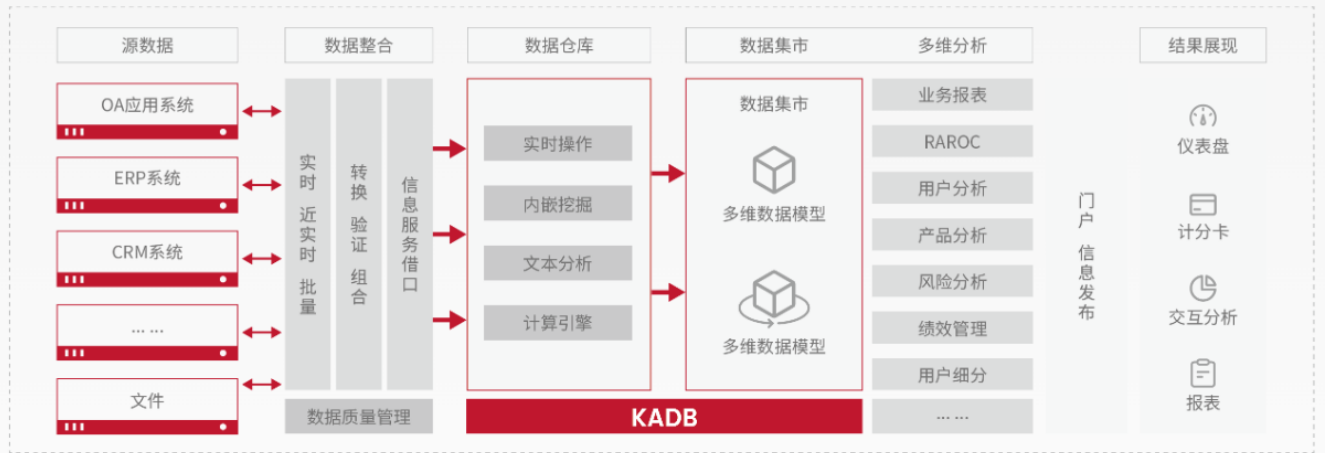 源数据
OA应用系统
ERP系统
CRM系统
... ...
文件
数据整合
实时 近实时 批量
转换 验证 组合
信息服务借口
数据质量管理
数据仓库
实时操作
内嵌挖掘
文本分析
计算引擎
数据集市
数据集市
多维数据模型
多维数据模型
KADB
多维分析
业务报表
RAROC
用户分析
产品分析
风险分析
绩效管理
用户细分
... ...
门户 信息发布
结果展现
仪表盘
计分卡
交互分析
报表